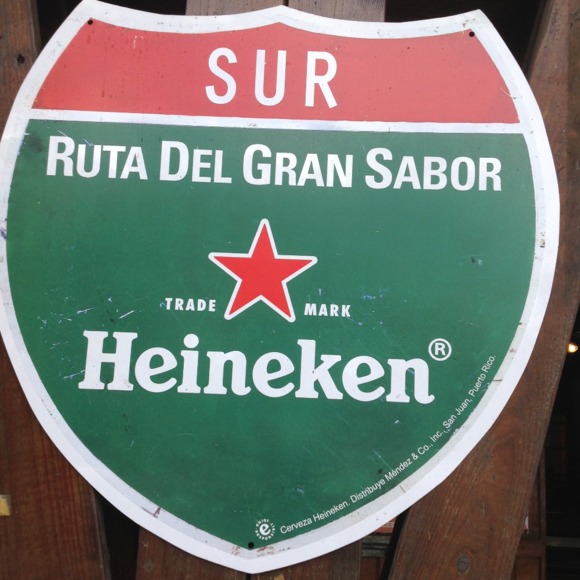 SUR
RUTA DEL GRAN SABOR
TRADE MARK
Heineken®
Cerveza Heineken. Distribuye Méndez & Co., Inc., San Juan, Puerto Rico.